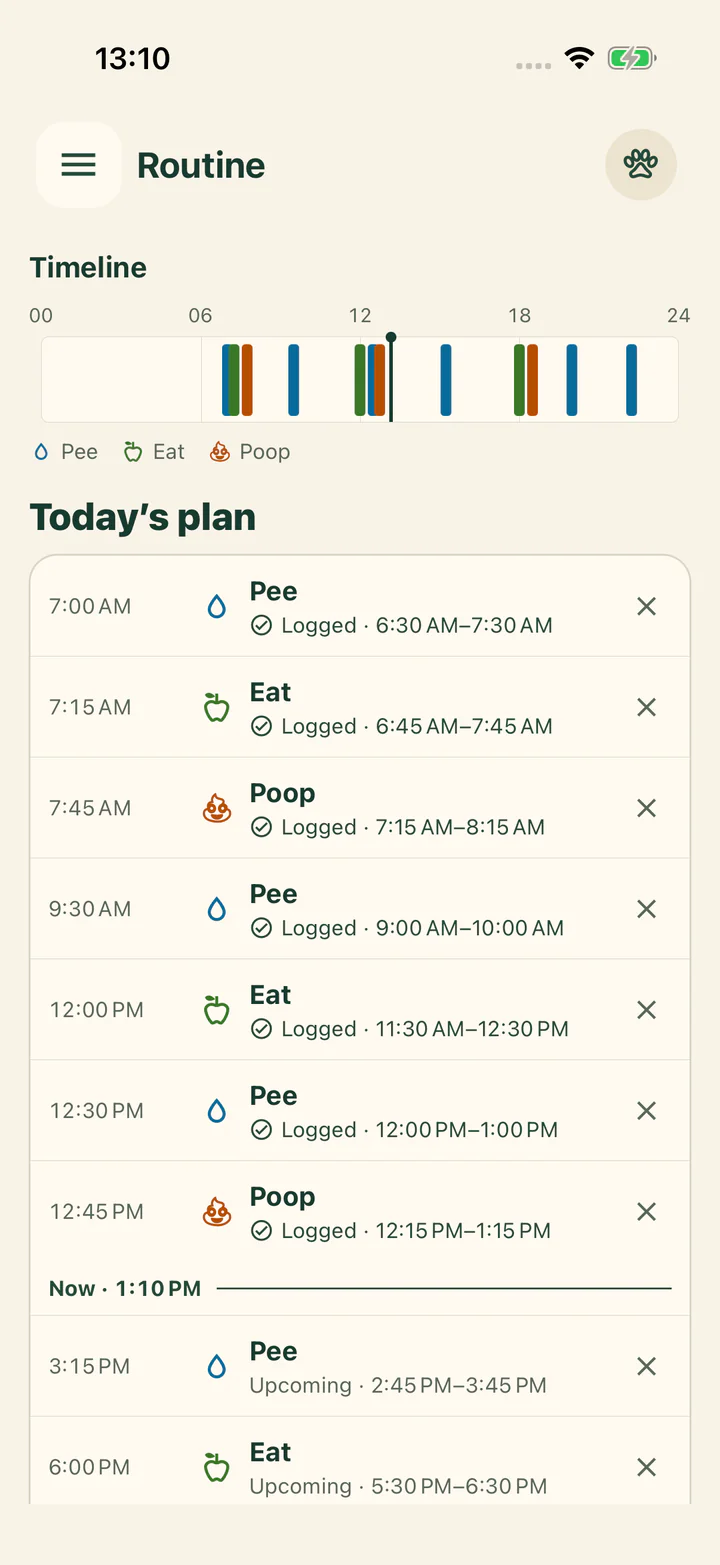 13:10
Routine
Timeline
00 06 12 18 24
Pee Eat Poop
Today’s plan
7:00 AM Pee
Logged · 6:30 AM–7:30 AM
7:15 AM Eat
Logged · 6:45 AM–7:45 AM
7:45 AM Poop
Logged · 7:15 AM–8:15 AM
9:30 AM Pee
Logged · 9:00 AM–10:00 AM
12:00 PM Eat
Logged · 11:30 AM–12:30 PM
12:30 PM Pee
Logged · 12:00 PM–1:00 PM
12:45 PM Poop
Logged · 12:15 PM–1:15 PM
Now · 1:10 PM
3:15 PM Pee
Upcoming · 2:45 PM–3:45 PM
6:00 PM Eat
Upcoming · 5:30 PM–6:30 PM